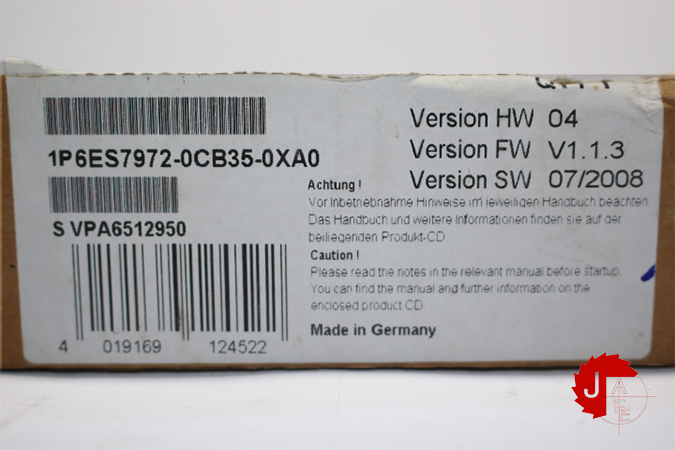 QTY 1
1P6ES7972-0CB35-0XA0
S VPA6512950
4 019169 124522
Version HW 04
Version FW V1.1.3
Version SW 07/2008
Achtung !
Vor Inbetriebnahme Hinweise im jeweiligen Handbuch beachten
Das Handbuch und weitere Informationen finden sie auf der
beiliegenden Produkt-CD
Caution !
Please read the notes in the relevant manual before startup.
You can find the manual and further information on the
enclosed product CD
Made in Germany
J